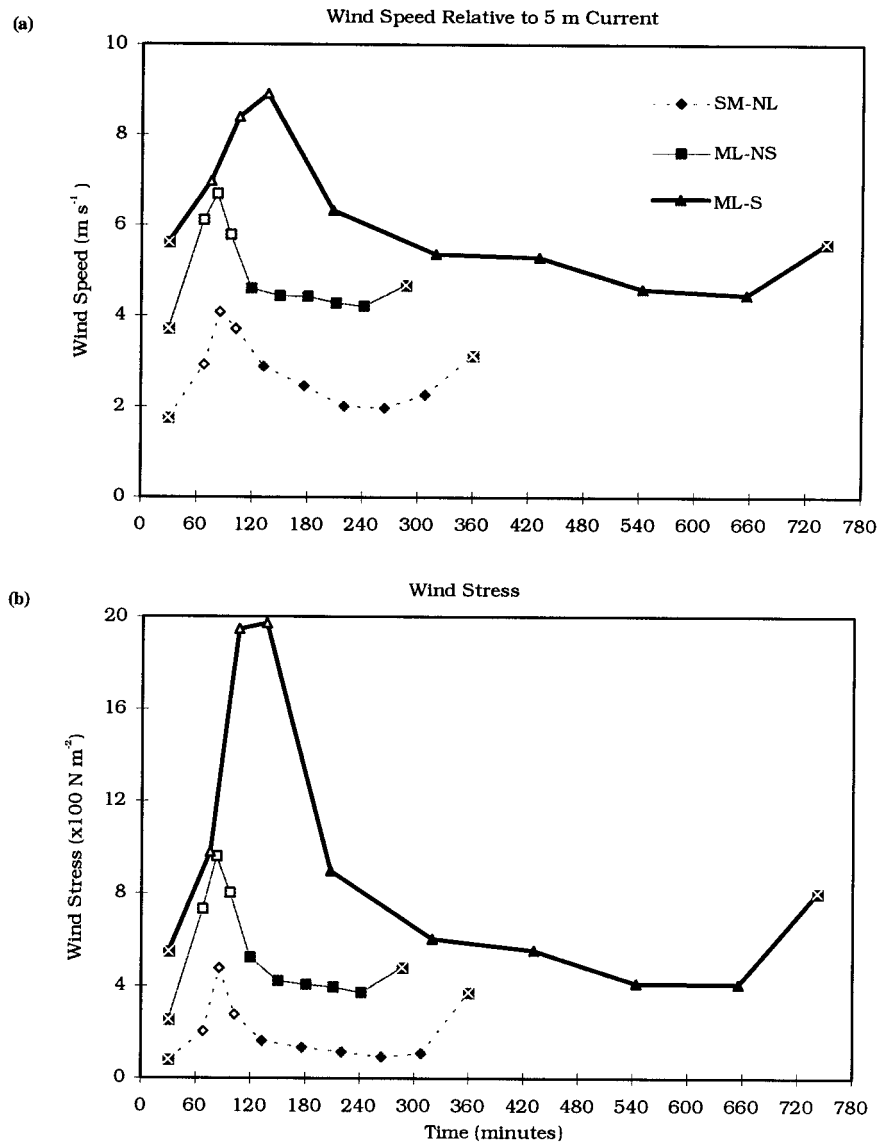 (a)
Wind Speed Relative to 5 m Current
10
8
6
4
2
0
Wind Speed (m s⁻¹)
SM-NL
ML-NS
ML-S
0 60 120 180 240 300 360 420 480 540 600 660 720 780
(b)
Wind Stress
20
16
12
8
4
0
Wind Stress (x100 N m⁻²)
0 60 120 180 240 300 360 420 480 540 600 660 720 780
Time (minutes)